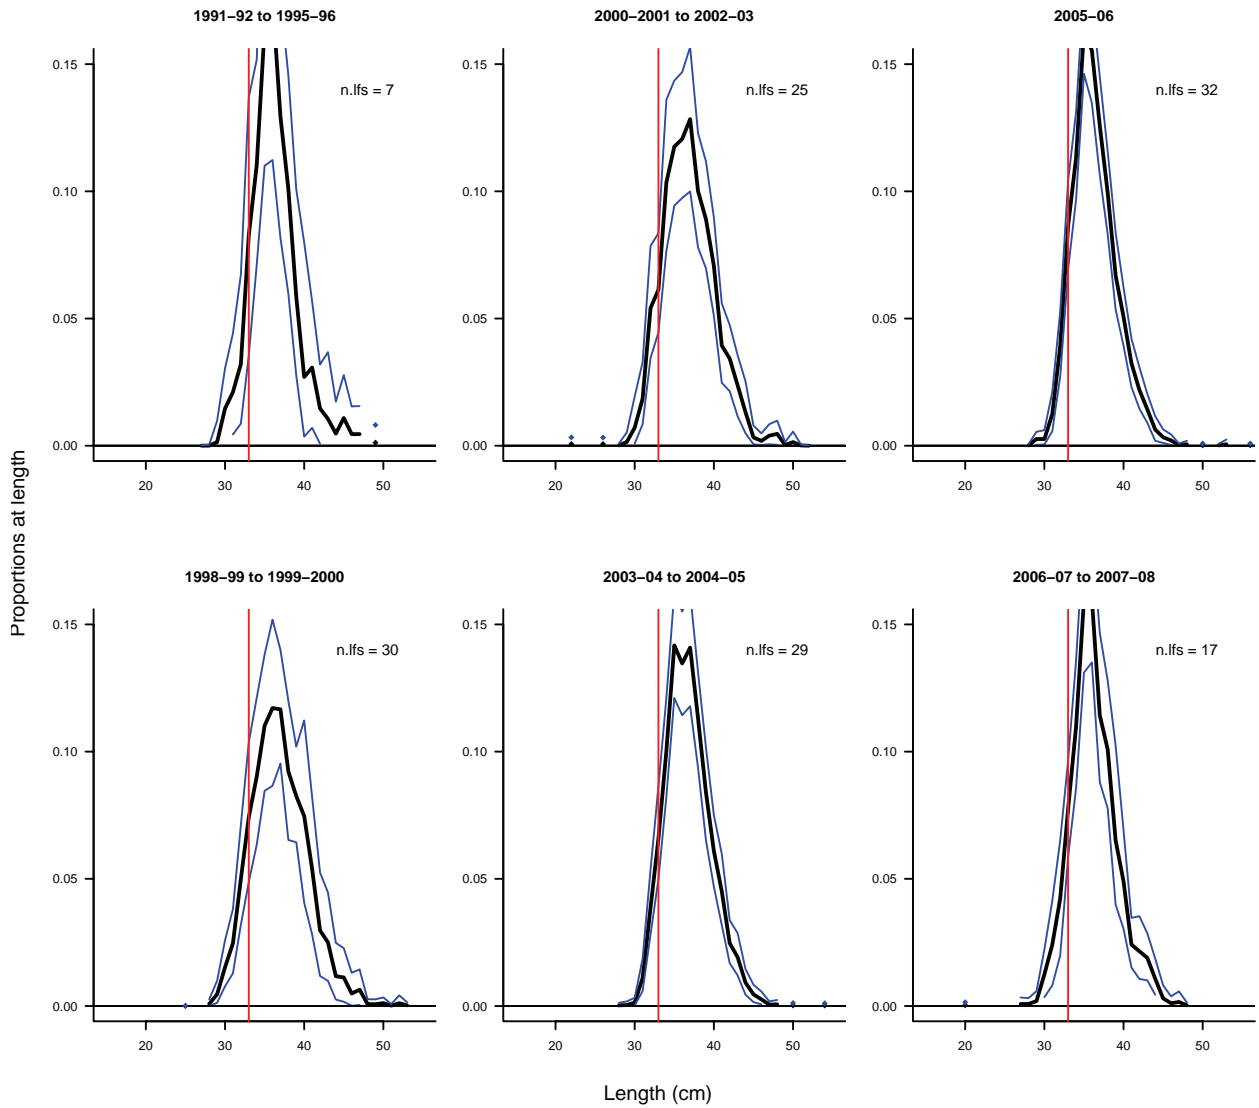 1991–92 to 1995–96
2000–2001 to 2002–03
2005–06
n.lfs = 7
n.lfs = 25
n.lfs = 32
0.15
0.10
0.05
0.00
0.15
0.10
0.05
0.00
0.15
0.10
0.05
0.00
20 30 40 50
20 30 40 50
20 30 40 50
Proportions at length
1998–99 to 1999–2000
2003–04 to 2004–05
2006–07 to 2007–08
n.lfs = 30
n.lfs = 29
n.lfs = 17
0.15
0.10
0.05
0.00
0.15
0.10
0.05
0.00
0.15
0.10
0.05
0.00
20 30 40 50
20 30 40 50
20 30 40 50
Length (cm)